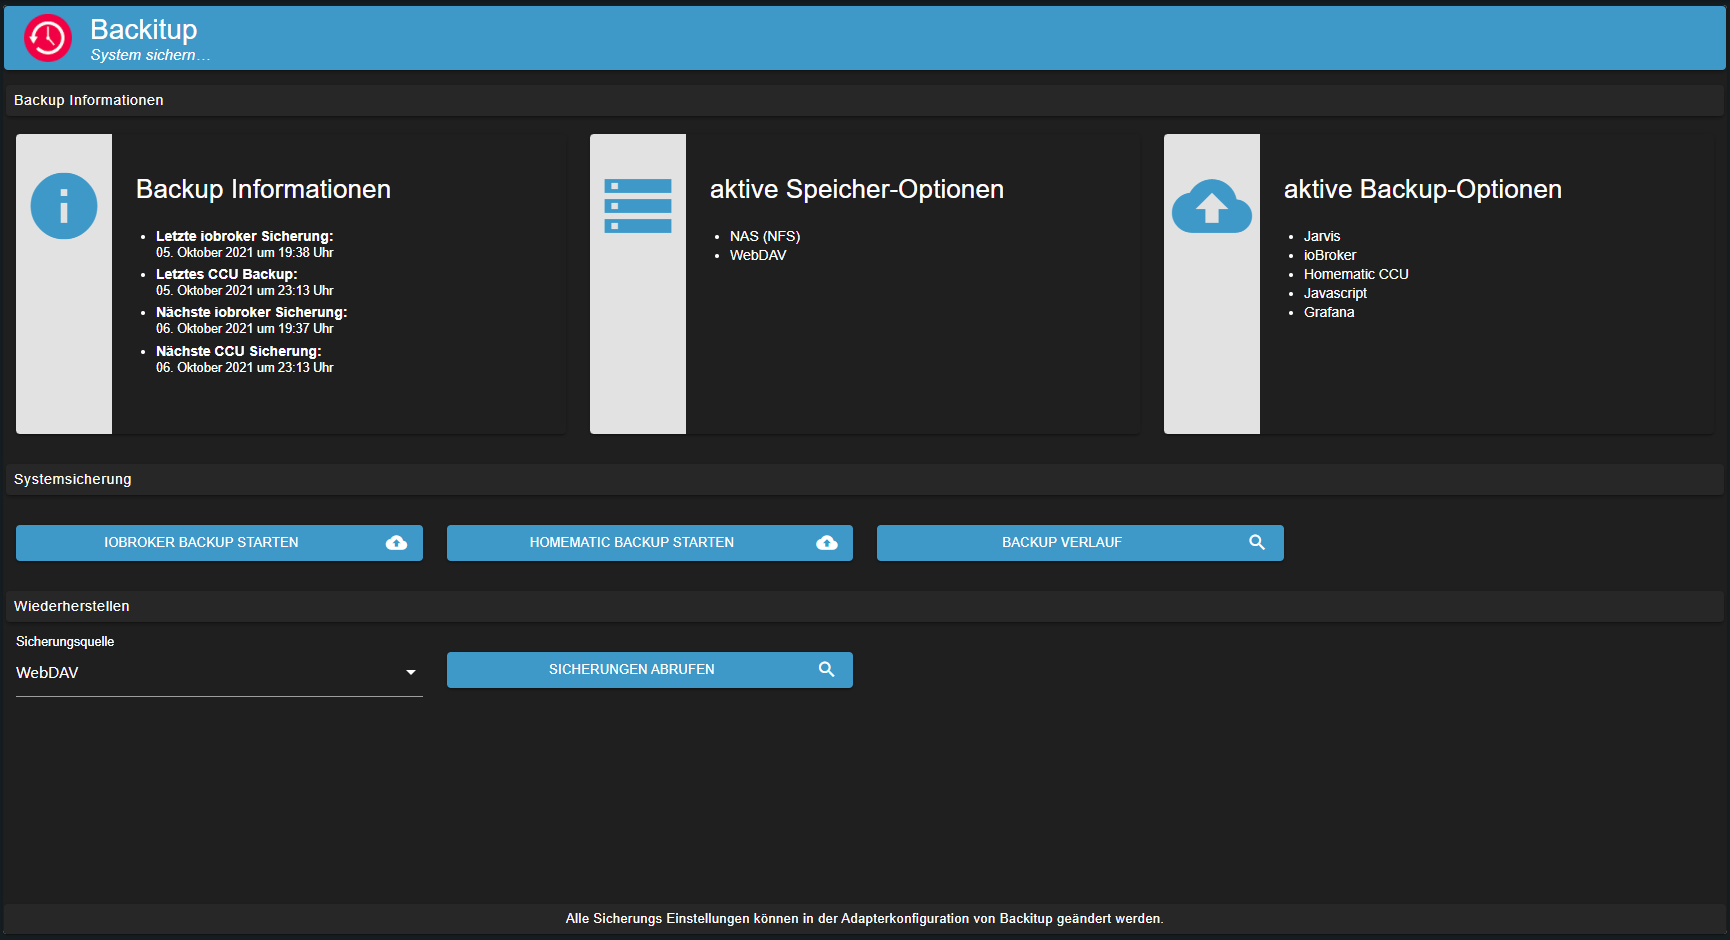 Backitup
System sichern…
Backup Informationen
Backup Informationen
Letzte iobroker Sicherung:
05. Oktober 2021 um 19:38 Uhr
Letztes CCU Backup:
05. Oktober 2021 um 23:13 Uhr
Nächste iobroker Sicherung:
06. Oktober 2021 um 19:37 Uhr
Nächste CCU Sicherung:
06. Oktober 2021 um 23:13 Uhr
aktive Speicher-Optionen
NAS (NFS)
WebDAV
aktive Backup-Optionen
Jarvis
ioBroker
Homematic CCU
Javascript
Grafana
Systemsicherung
IOBROKER BACKUP STARTEN
HOMEMATIC BACKUP STARTEN
BACKUP VERLAUF
Wiederherstellen
Sicherungsquelle
WebDAV
SICHERUNGEN ABRUFEN
Alle Sicherungs Einstellungen können in der Adapterkonfiguration von Backitup geändert werden.